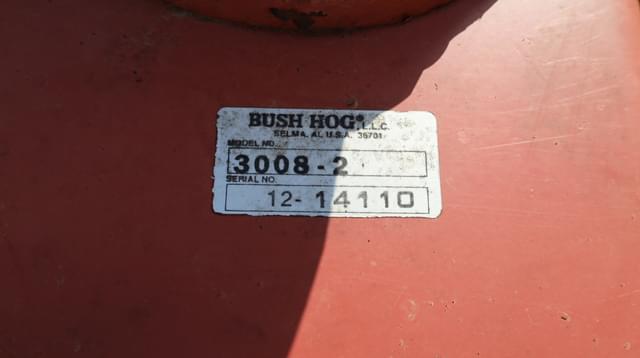 BUSH HOG® L.L.C.
SELMA, AL U.S.A. 36701
MODEL NO.
3008-2
SERIAL NO.
12-14110